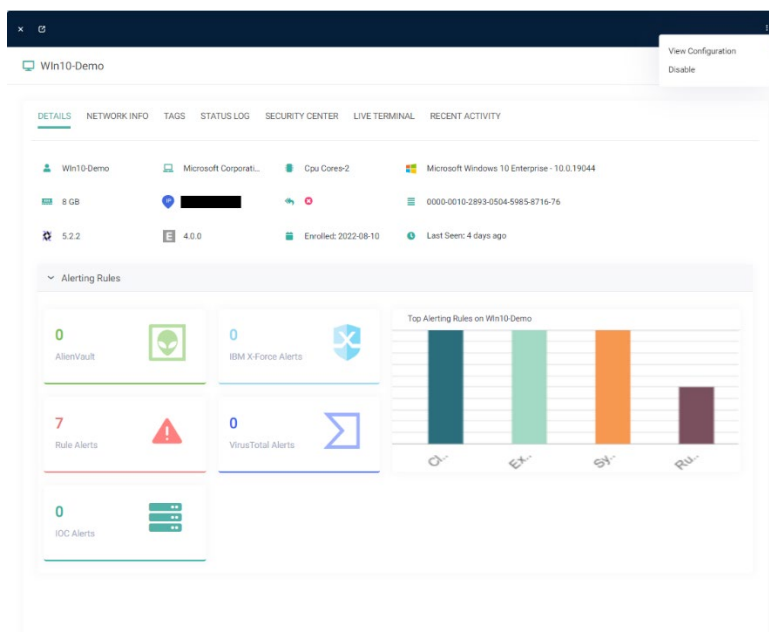 View Configuration
Disable
WIn10-Demo
DETAILS NETWORK INFO TAGS STATUS LOG SECURITY CENTER LIVE TERMINAL RECENT ACTIVITY
WIn10-Demo Microsoft Corporati... Cpu Cores-2 Microsoft Windows 10 Enterprise - 10.0.19044
8 GB IP 0000-0010-2893-0504-5985-8716-76
5.2.2 E 4.0.0 Enrolled: 2022-08-10 Last Seen: 4 days ago
Alerting Rules
Top Alerting Rules on WIn10-Demo
0
AlienVault
0
IBM X-Force Alerts
7
Rule Alerts
0
VirusTotal Alerts
Cl... Ex... Sy... Ru...
0
IOC Alerts